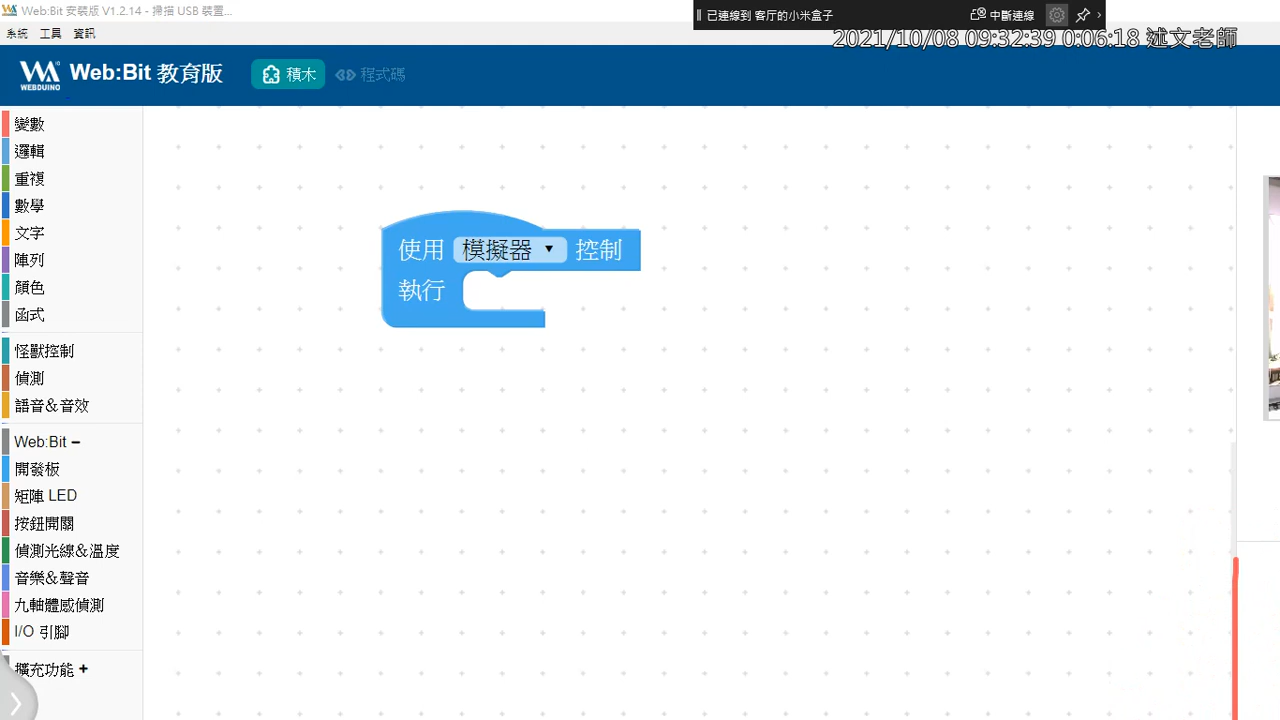 Web:Bit 安裝版 V1.2.14 - 掃描 USB 裝置...
已連線到 客厅的小米盒子
中斷連線
系統 工具 資訊
2021/10/08 09:32:39 0:06:18 述文老師
WEBDUINO
Web:Bit 教育版
積木
程式碼
變數
邏輯
重複
數學
文字
陣列
顏色
函式
怪獸控制
偵測
語音&音效
Web:Bit −
開發板
矩陣 LED
按鈕開關
偵測光線&溫度
音樂&聲音
九軸體感偵測
I/O 引腳
擴充功能 +
使用 模擬器 ▼ 控制
執行